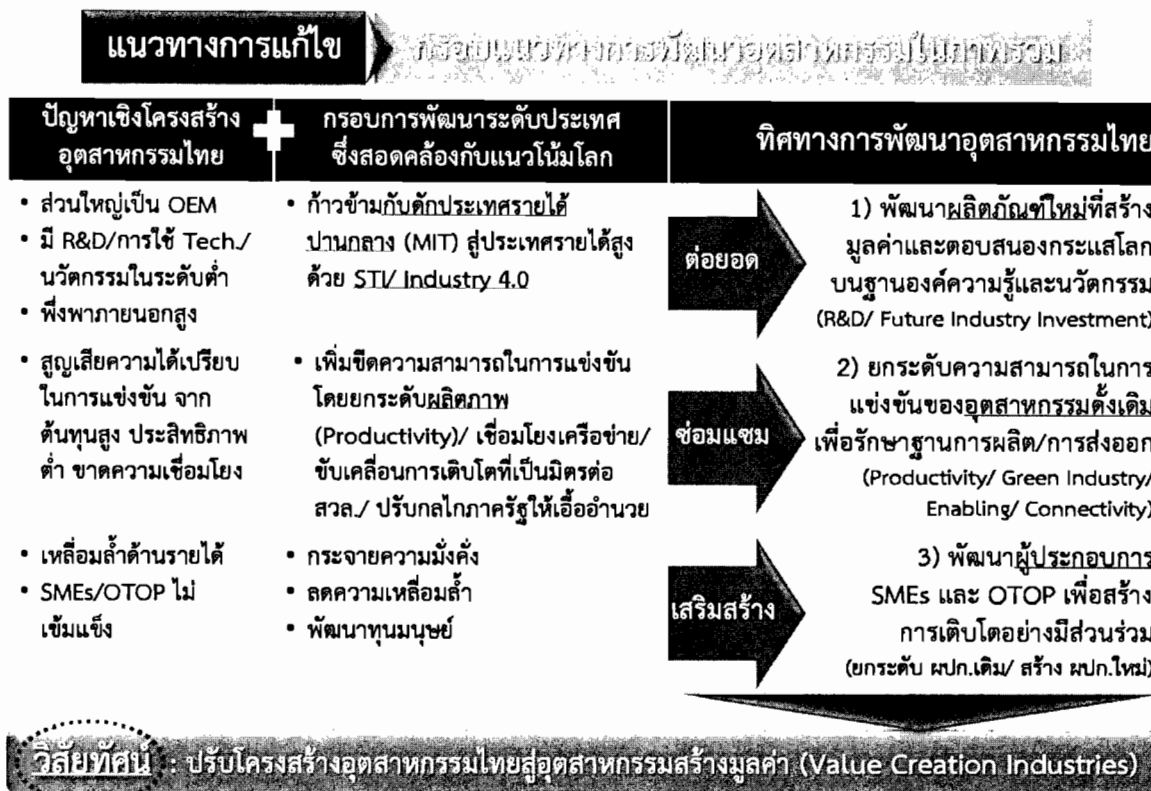 แนวทางการแก้ไข
กรอบแนวทางการพัฒนาอุตสาหกรรมในภาพรวม
ปัญหาเชิงโครงสร้าง
อุตสาหกรรมไทย
กรอบการพัฒนาระดับประเทศ
ซึ่งสอดคล้องกับแนวโน้มโลก
ทิศทางการพัฒนาอุตสาหกรรมไทย
• ส่วนใหญ่เป็น OEM
• มี R&D/การใช้ Tech./
นวัตกรรมในระดับต่ำ
• พึ่งพาภายนอกสูง
• ก้าวข้ามกับดักประเทศรายได้
ปานกลาง (MIT) สู่ประเทศรายได้สูง
ด้วย STI/ Industry 4.0
ต่อยอด
1) พัฒนาผลิตภัณฑ์ใหม่ที่สร้าง
มูลค่าและตอบสนองกระแสโลก
บนฐานองค์ความรู้และนวัตกรรม
(R&D/ Future Industry Investment)
• สูญเสียความได้เปรียบ
ในการแข่งขัน จาก
ต้นทุนสูง ประสิทธิภาพ
ต่ำ ขาดความเชื่อมโยง
• เพิ่มขีดความสามารถในการแข่งขัน
โดยยกระดับผลิตภาพ
(Productivity)/ เชื่อมโยงเครือข่าย/
ขับเคลื่อนการเติบโตที่เป็นมิตรต่อ
สวล./ ปรับกลไกภาครัฐให้เอื้ออำนวย
ซ่อมแซม
2) ยกระดับความสามารถในการ
แข่งขันของอุตสาหกรรมดั้งเดิม
เพื่อรักษาฐานการผลิต/การส่งออก
(Productivity/ Green Industry/
Enabling/ Connectivity)
• เหลื่อมล้ำด้านรายได้
• SMEs/OTOP ไม่
เข้มแข็ง
• กระจายความมั่งคั่ง
• ลดความเหลื่อมล้ำ
• พัฒนาทุนมนุษย์
เสริมสร้าง
3) พัฒนาผู้ประกอบการ
SMEs และ OTOP เพื่อสร้าง
การเติบโตอย่างมีส่วนร่วม
(ยกระดับ ผปก.เดิม/ สร้าง ผปก.ใหม่)
วิสัยทัศน์ : ปรับโครงสร้างอุตสาหกรรมไทยสู่อุตสาหกรรมสร้างมูลค่า (Value Creation Industries)